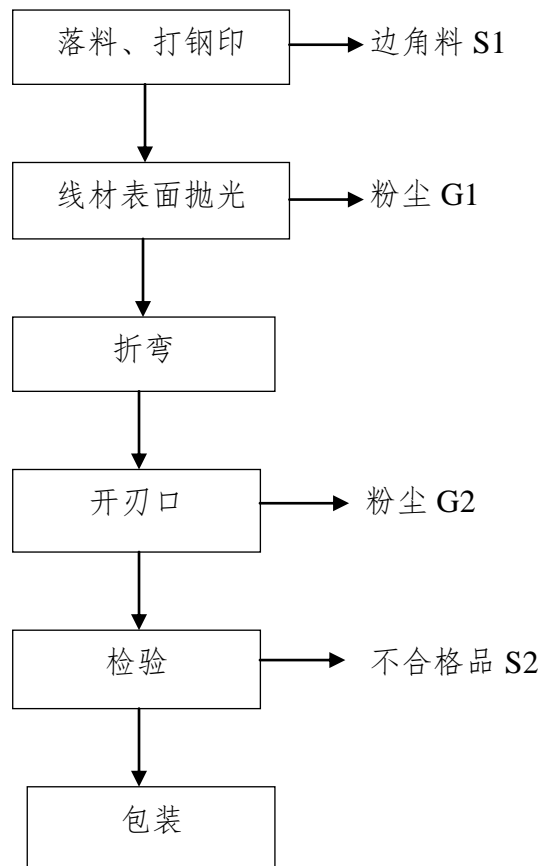 落料、打钢印
边角料 S1
线材表面抛光
粉尘 G1
折弯
开刃口
粉尘 G2
检验
不合格品 S2
包装